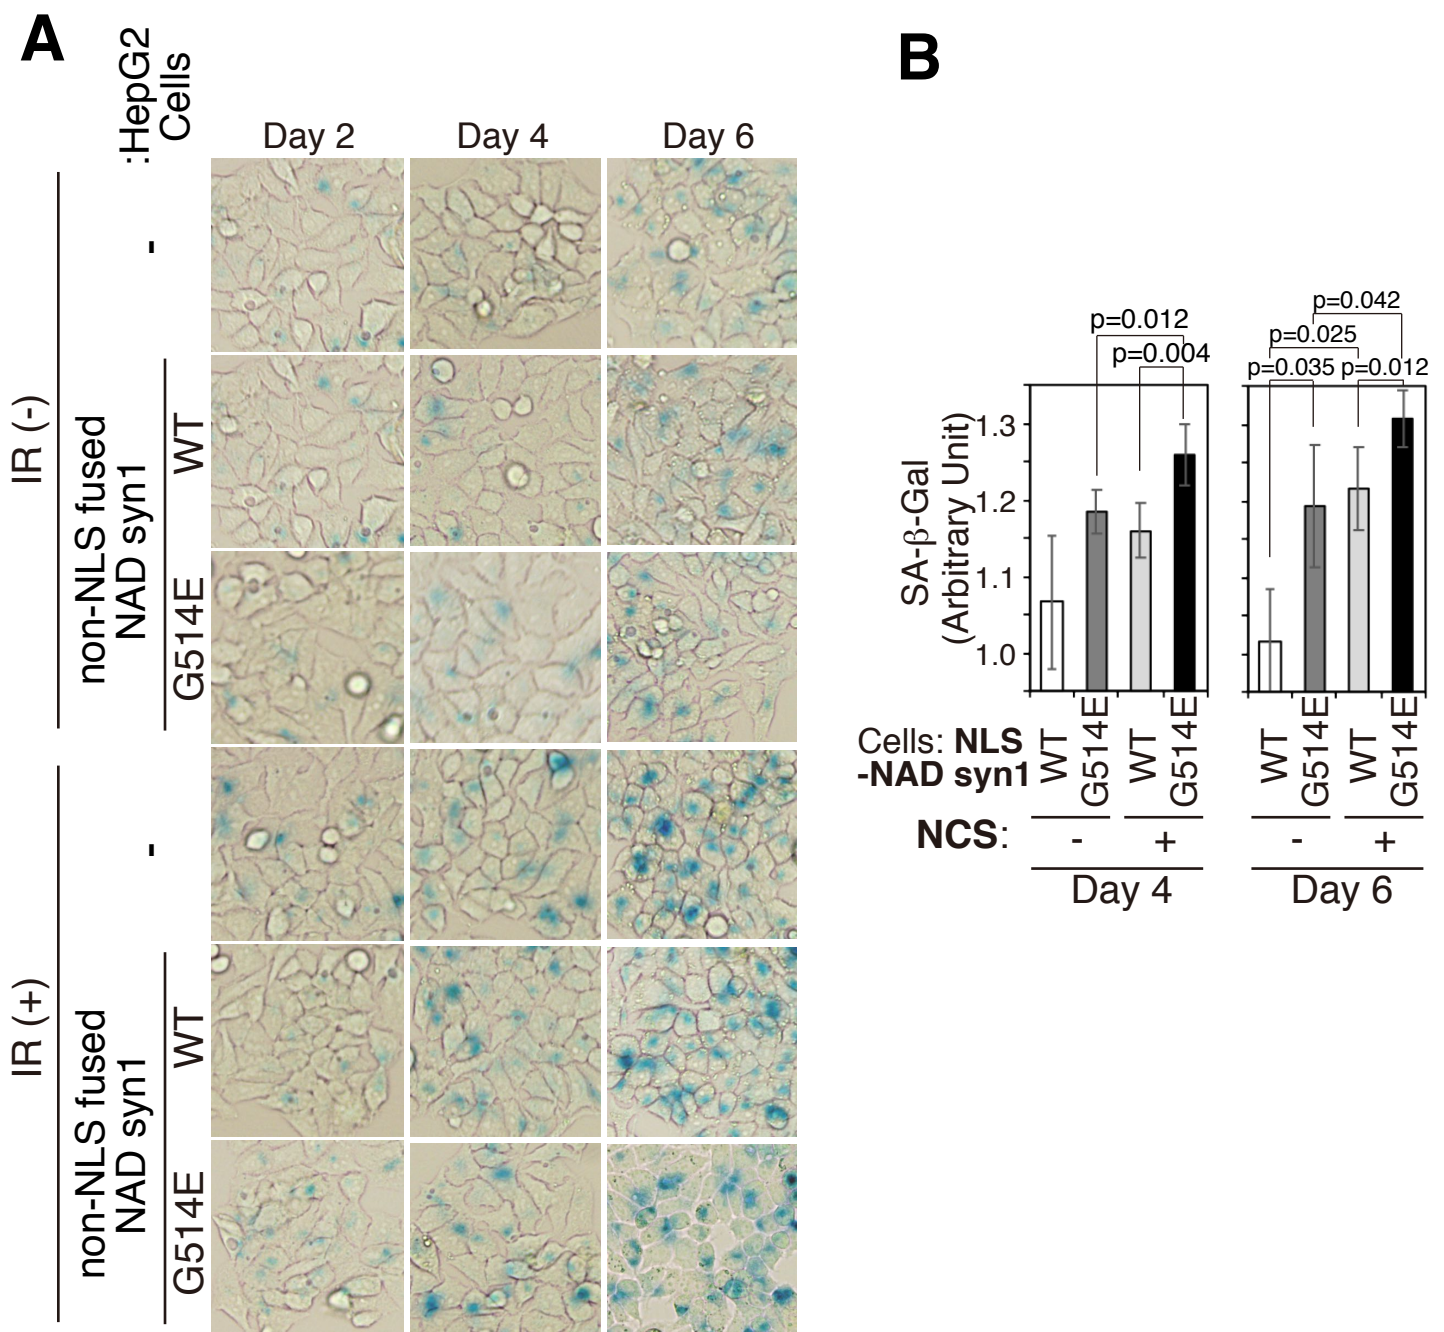 A
:HepG2
Cells
Day 2
Day 4
Day 6
IR (-)
-
non-NLS fused
NAD syn1
WT
G514E
IR (+)
-
non-NLS fused
NAD syn1
WT
G514E
B
p=0.012
p=0.004
p=0.042
p=0.025
p=0.035
p=0.012
SA-β-Gal
(Arbitrary Unit)
1.3
1.2
1.1
1.0
Cells: NLS
-NAD syn1
WT
G514E
WT
G514E
WT
G514E
WT
G514E
NCS:
-
+
-
+
Day 4
Day 6